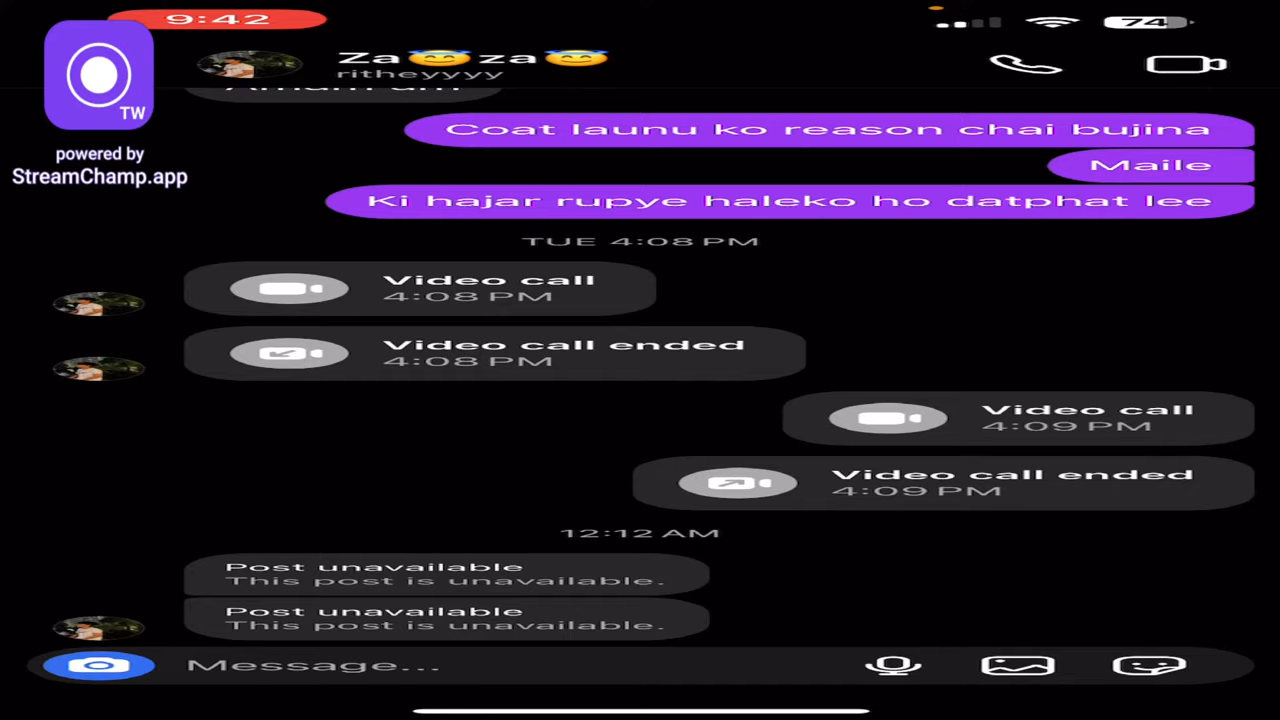 9:42
74
TW
powered by
StreamChamp.app
Za😇za😇
ritheyyyy
Coat launu ko reason chai bujina
Maile
Ki hajar rupye haleko ho datphat lee
TUE 4:08 PM
Video call
4:08 PM
Video call ended
4:08 PM
Video call
4:09 PM
Video call ended
4:09 PM
12:12 AM
Post unavailable
This post is unavailable.
Post unavailable
This post is unavailable.
Message...